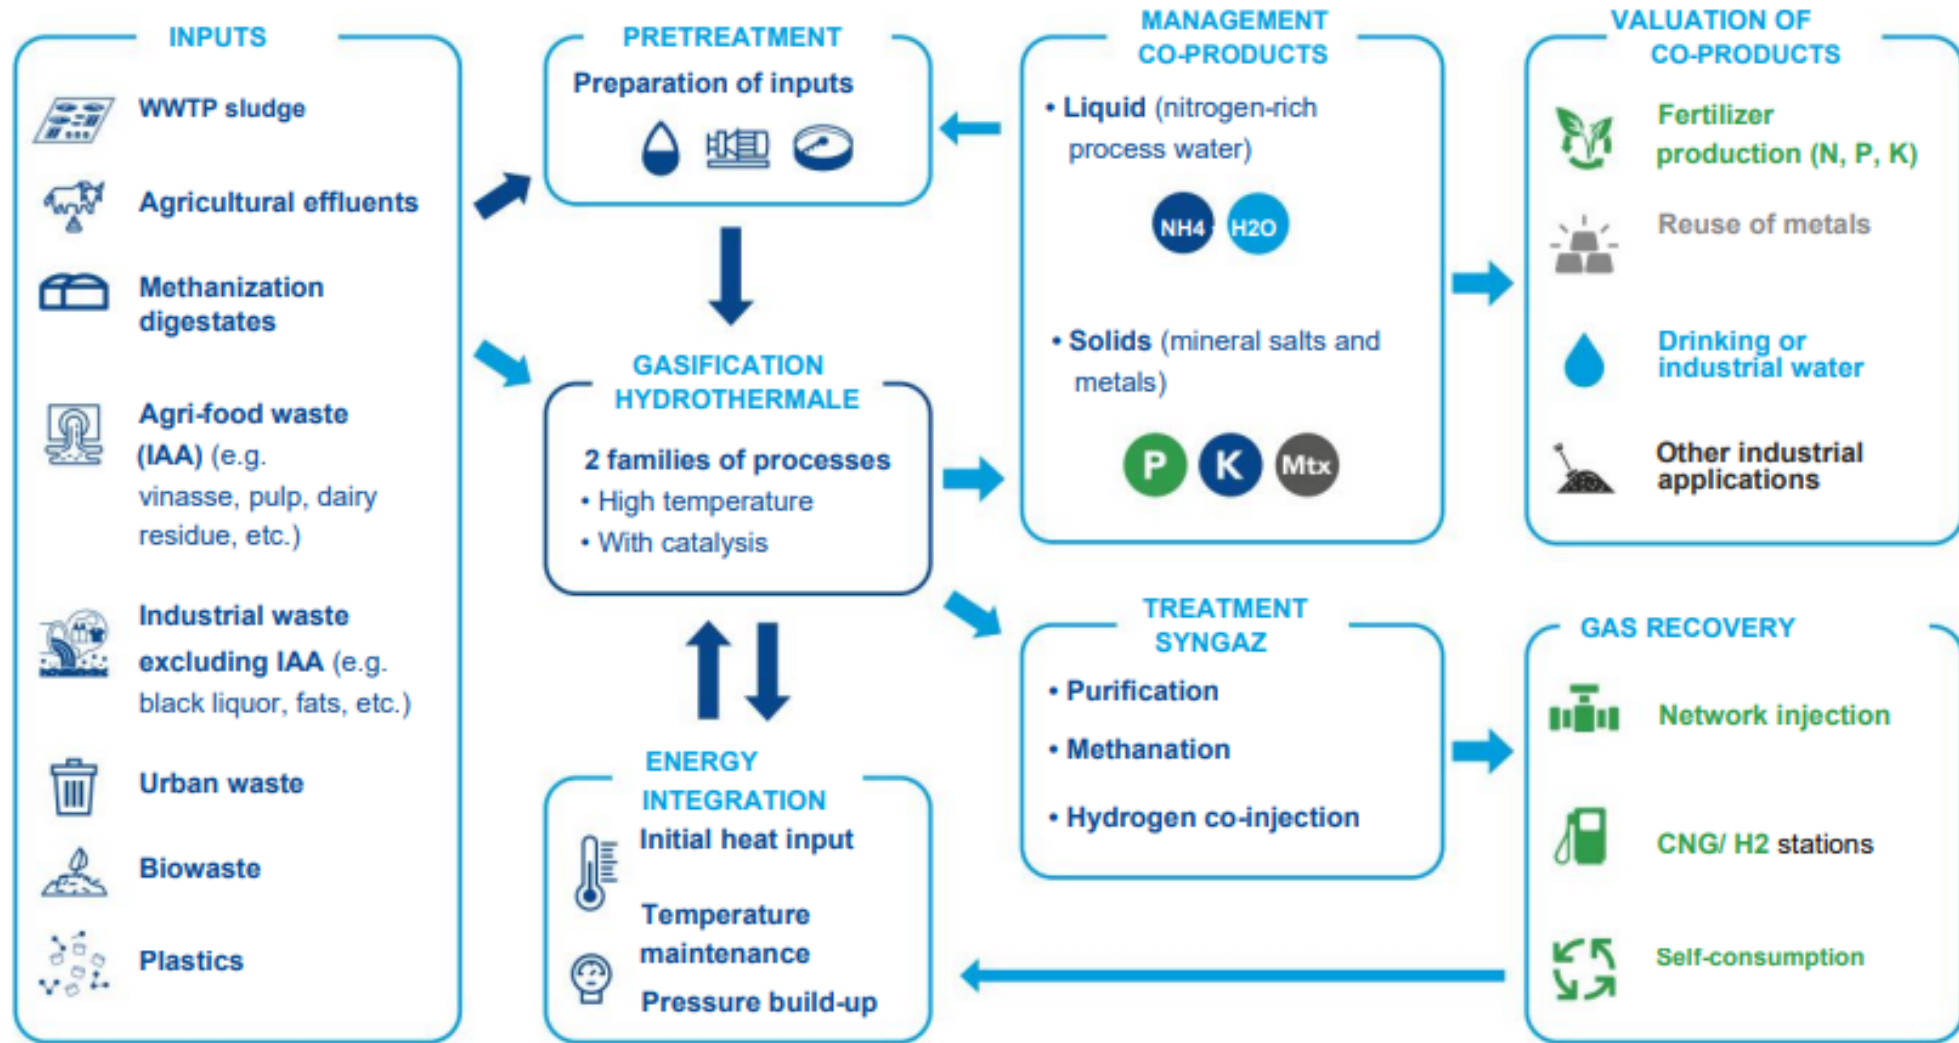 INPUTS
WWTP sludge
Agricultural effluents
Methanization
digestates
Agri-food waste
(IAA) (e.g.
vinasse, pulp, dairy
residue, etc.)
Industrial waste
excluding IAA (e.g.
black liquor, fats, etc.)
Urban waste
Biowaste
Plastics
PRETREATMENT
Preparation of inputs
GASIFICATION
HYDROTHERMALE
2 families of processes
• High temperature
• With catalysis
ENERGY
INTEGRATION
Initial heat input
Temperature
maintenance
Pressure build-up
MANAGEMENT
CO-PRODUCTS
• Liquid (nitrogen-rich
process water)
NH4 H2O
• Solids (mineral salts and
metals)
P K Mtx
TREATMENT
SYNGAZ
• Purification
• Methanation
• Hydrogen co-injection
VALUATION OF
CO-PRODUCTS
Fertilizer
production (N, P, K)
Reuse of metals
Drinking or
industrial water
Other industrial
applications
GAS RECOVERY
Network injection
CNG/ H2 stations
Self-consumption